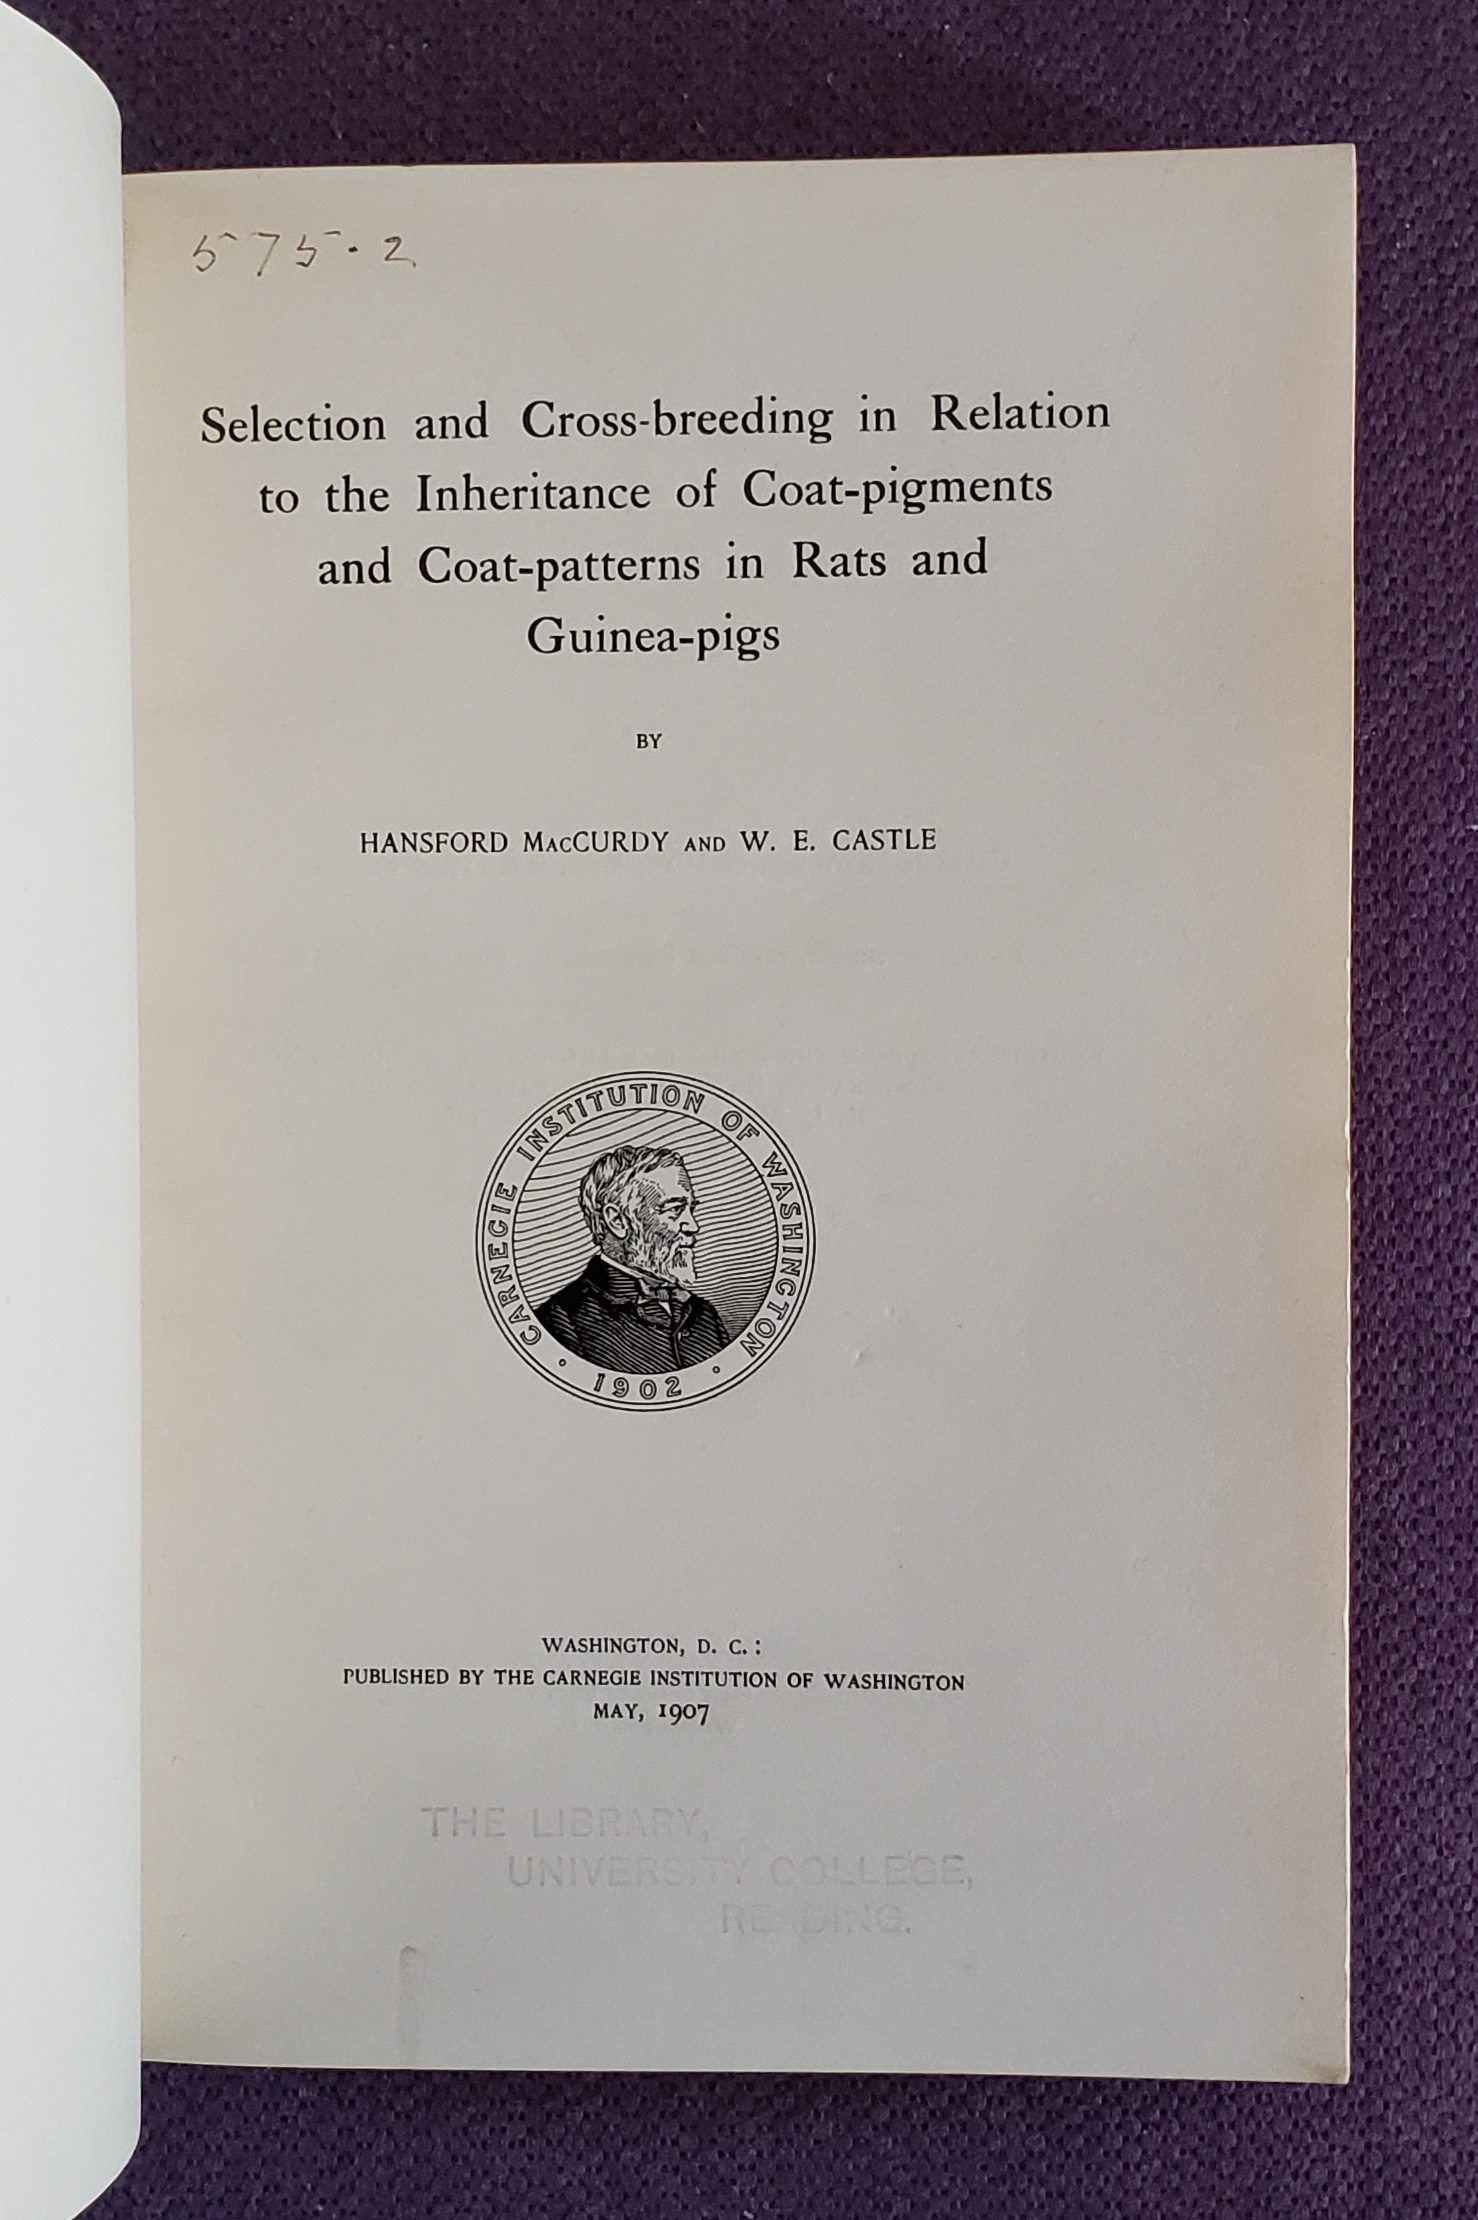 575.2
Selection and Cross-breeding in Relation
to the Inheritance of Coat-pigments
and Coat-patterns in Rats and
Guinea-pigs
BY
HANSFORD MACCURDY AND W. E. CASTLE
CARNEGIE INSTITUTION OF WASHINGTON
• 1902 •
WASHINGTON, D. C.:
PUBLISHED BY THE CARNEGIE INSTITUTION OF WASHINGTON
MAY, 1907
THE LIBRARY,
UNIVERSITY COLLEGE,
READING.